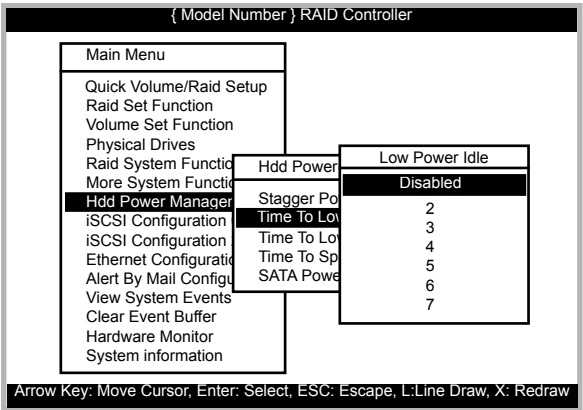 { Model Number } RAID Controller
Main Menu
Quick Volume/Raid Setup
Raid Set Function
Volume Set Function
Physical Drives
Raid System Functio
More System Functio
Hdd Power Manager
iSCSI Configuration
iSCSI Configuration
Ethernet Configuratio
Alert By Mail Configu
View System Events
Clear Event Buffer
Hardware Monitor
System information
Hdd Power
Stagger Po
Time To Lo
Time To Lo
Time To Sp
SATA Powe
Low Power Idle
Disabled
2
3
4
5
6
7
Arrow Key: Move Cursor, Enter: Select, ESC: Escape, L:Line Draw, X: Redraw